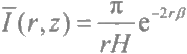 Ī(r, z) = π/(rH) e^{-2rβ}